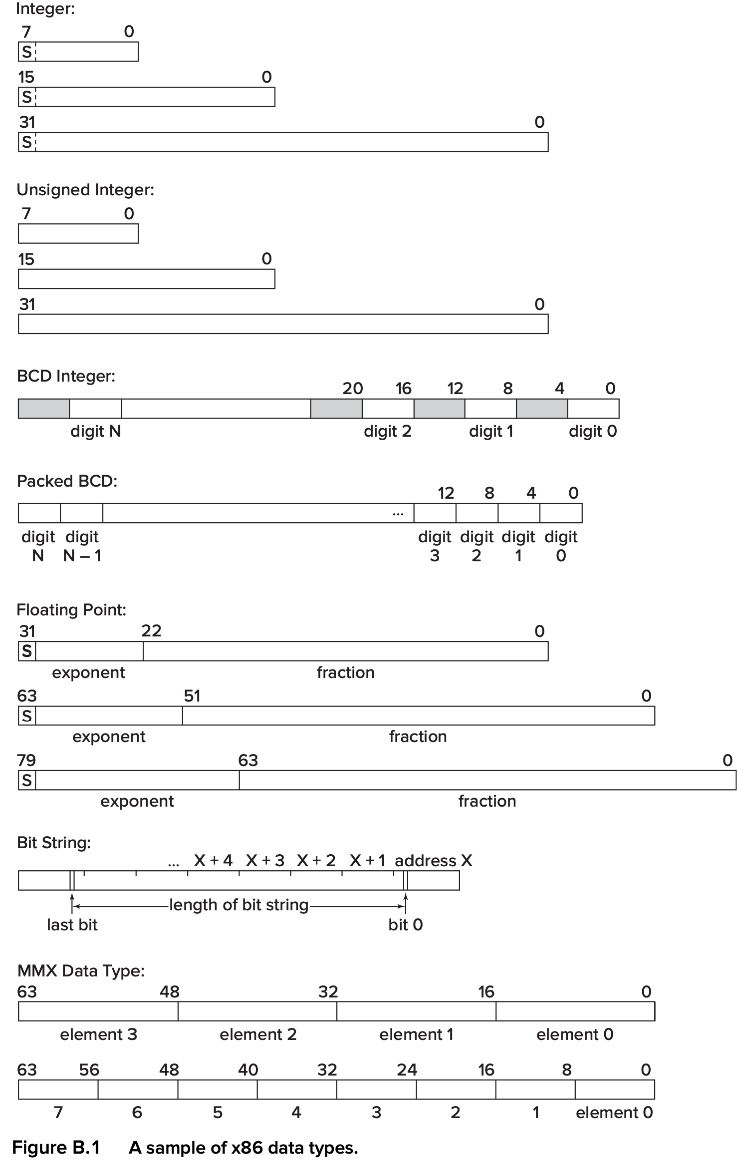 Integer:
7 0
S
15 0
S
31 0
S
Unsigned Integer:
7 0
15 0
31 0
BCD Integer:
20 16 12 8 4 0
digit N digit 2 digit 1 digit 0
Packed BCD:
12 8 4 0
...
digit digit digit digit digit digit
N N – 1 3 2 1 0
Floating Point:
31 22 0
S
exponent fraction
63 51 0
S
exponent fraction
79 63 0
S
exponent fraction
Bit String:
... X + 4 X + 3 X + 2 X + 1 address X
length of bit string
last bit bit 0
MMX Data Type:
63 48 32 16 0
element 3 element 2 element 1 element 0
63 56 48 40 32 24 16 8 0
7 6 5 4 3 2 1 element 0
Figure B.1 A sample of x86 data types.